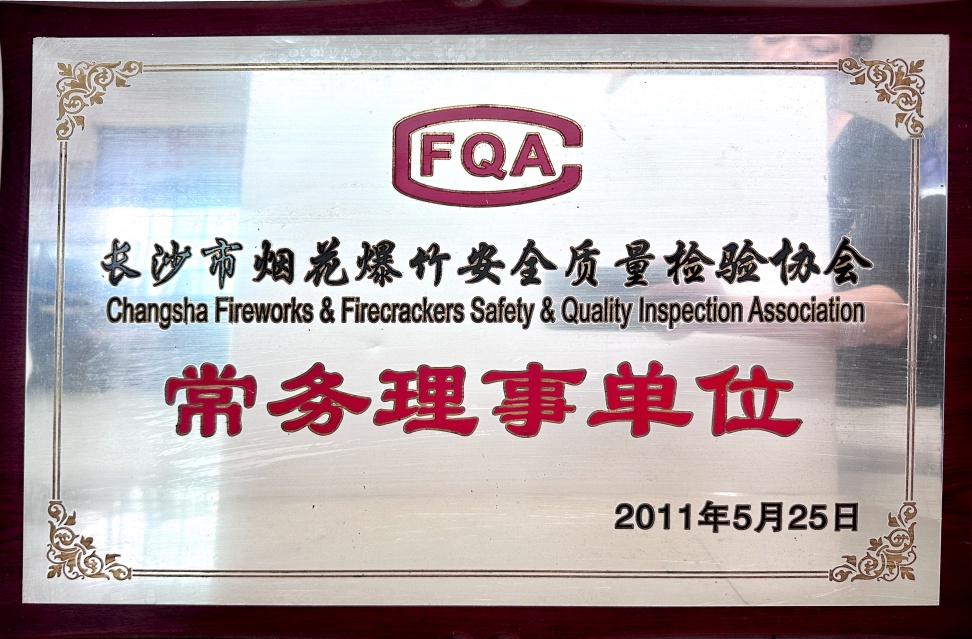 FQA
长沙市烟花爆竹安全质量检验协会
Changsha Fireworks & Firecrackers Safety & Quality Inspection Association
常务理事单位
2011年5月25日